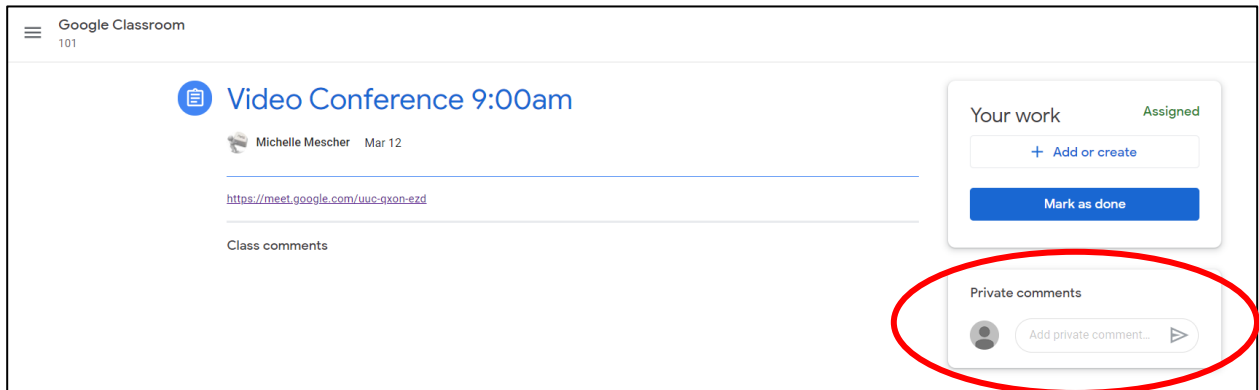 Google Classroom
101
Video Conference 9:00am
Michelle Mescher Mar 12
https://meet.google.com/uuc-qxon-ezd
Class comments
Your work Assigned
+ Add or create
Mark as done
Private comments
Add private comment...